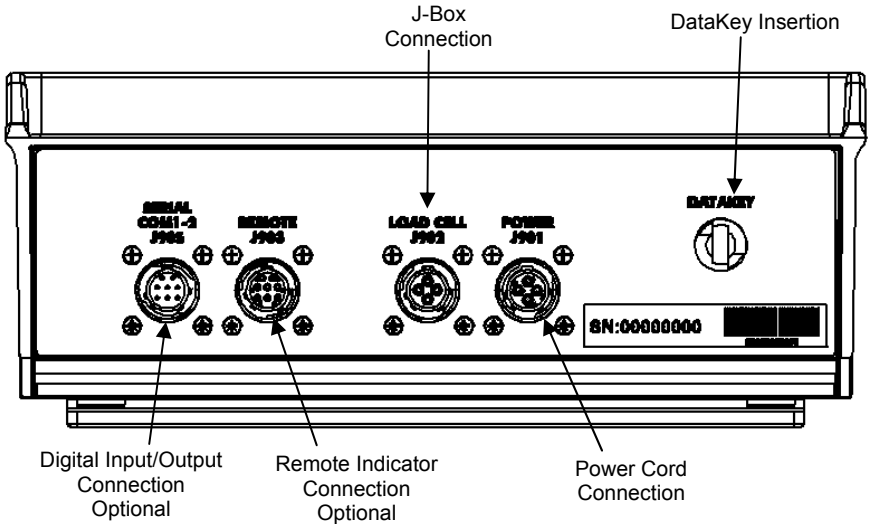 J-Box
Connection
DataKey Insertion
SERIAL
COM1-2
J905
REMOTE
J903
LOAD CELL
J902
POWER
J901
DATAKEY
SN:00000000
Digital Input/Output
Connection
Optional
Remote Indicator
Connection
Optional
Power Cord
Connection